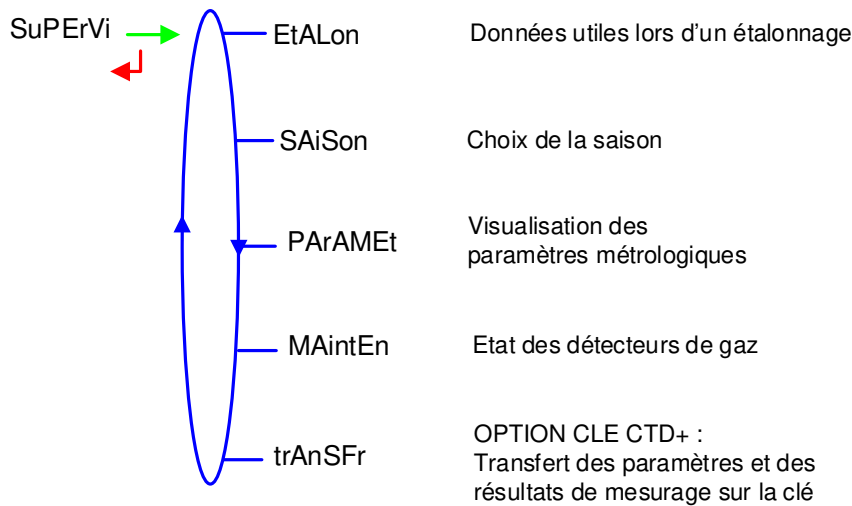 SuPErVi
EtALon
Données utiles lors d'un étalonnage
SAiSon
Choix de la saison
PArAMEt
Visualisation des
paramètres métrologiques
MAintEn
Etat des détecteurs de gaz
trAnSFr
OPTION CLE CTD+ :
Transfert des paramètres et des
résultats de mesurage sur la clé